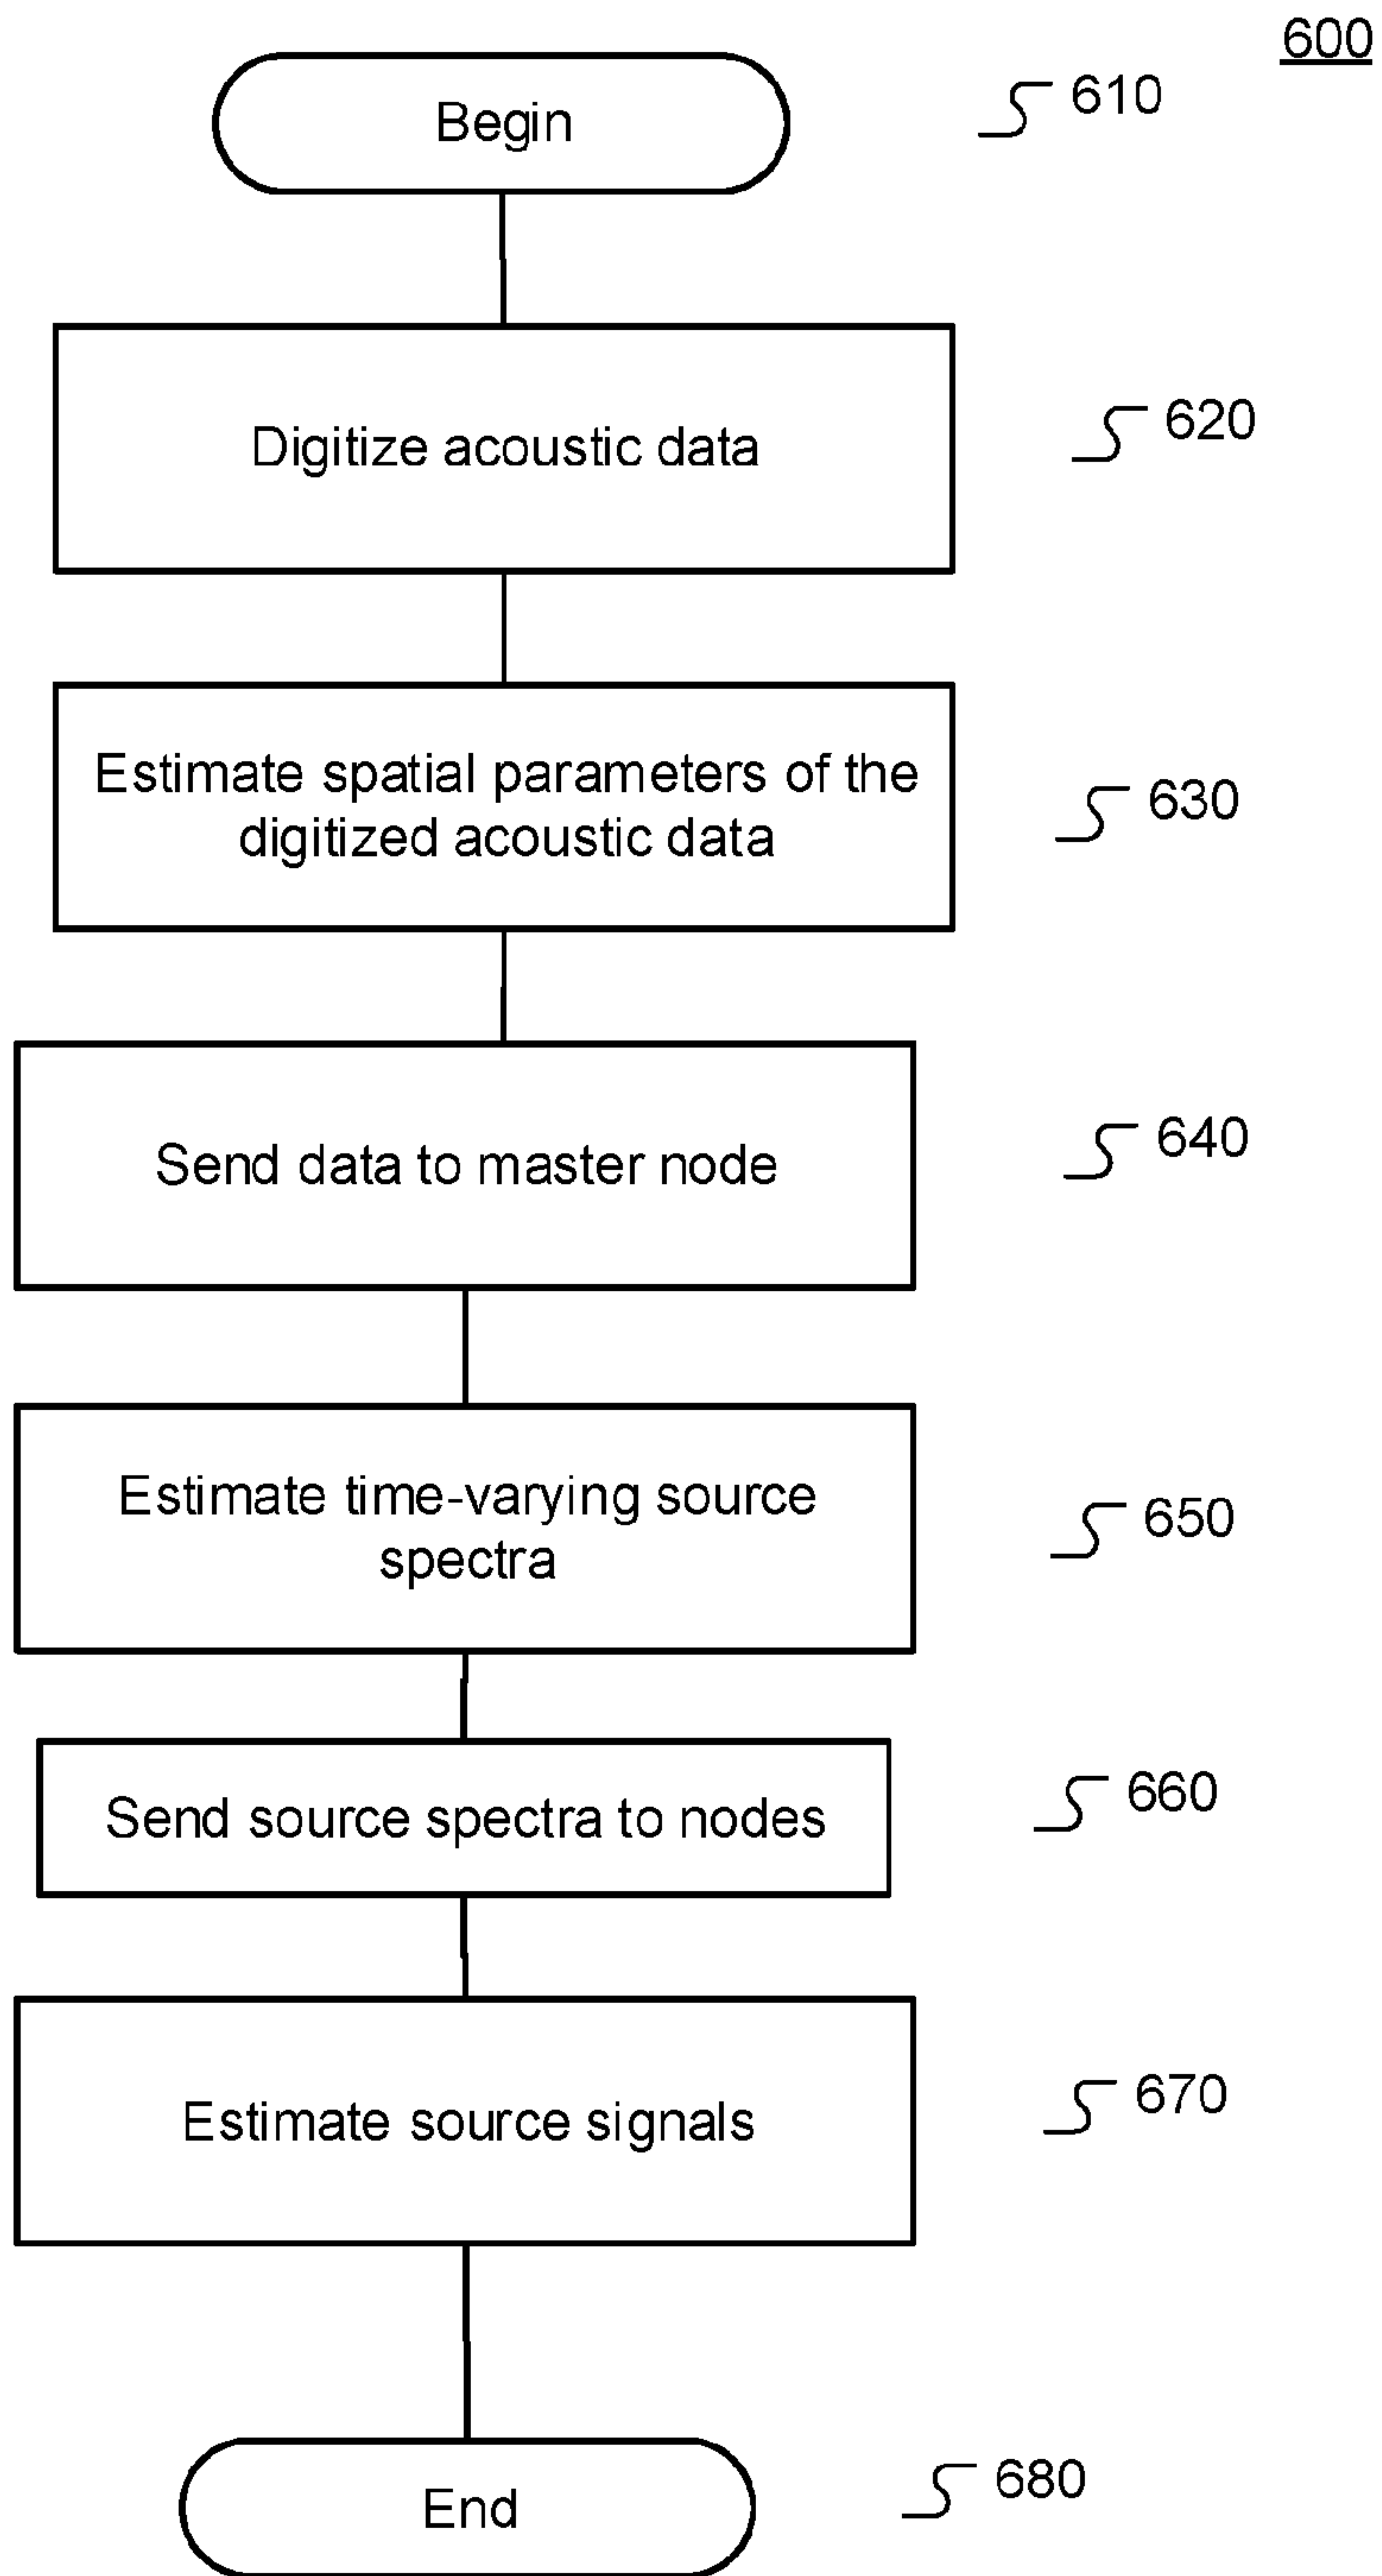 600
Begin
610
Digitize acoustic data
620
Estimate spatial parameters of the
digitized acoustic data
630
Send data to master node
640
Estimate time-varying source
spectra
650
Send source spectra to nodes
660
Estimate source signals
670
End
680